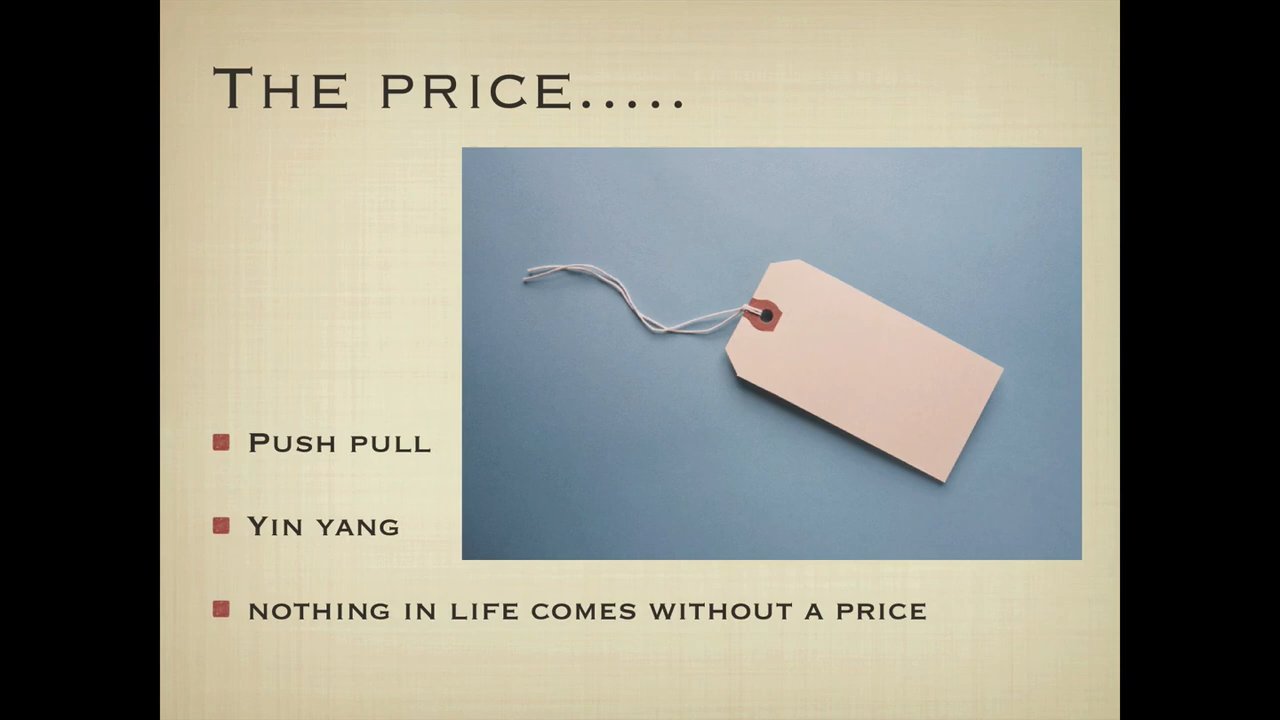 The price.....
Push pull
Yin yang
nothing in life comes without a price